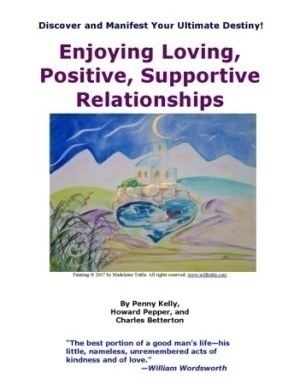 Discover and Manifest Your Ultimate Destiny!
Enjoying Loving,
Positive, Supportive
Relationships
Painting © 2007 by Madeleine Tuttle. All rights reserved. www.willtuttle.com
By Penny Kelly,
Howard Pepper, and
Charles Betterton
"The best portion of a good man's life—his
little, nameless, unremembered acts of
kindness and of love."
—William Wordsworth